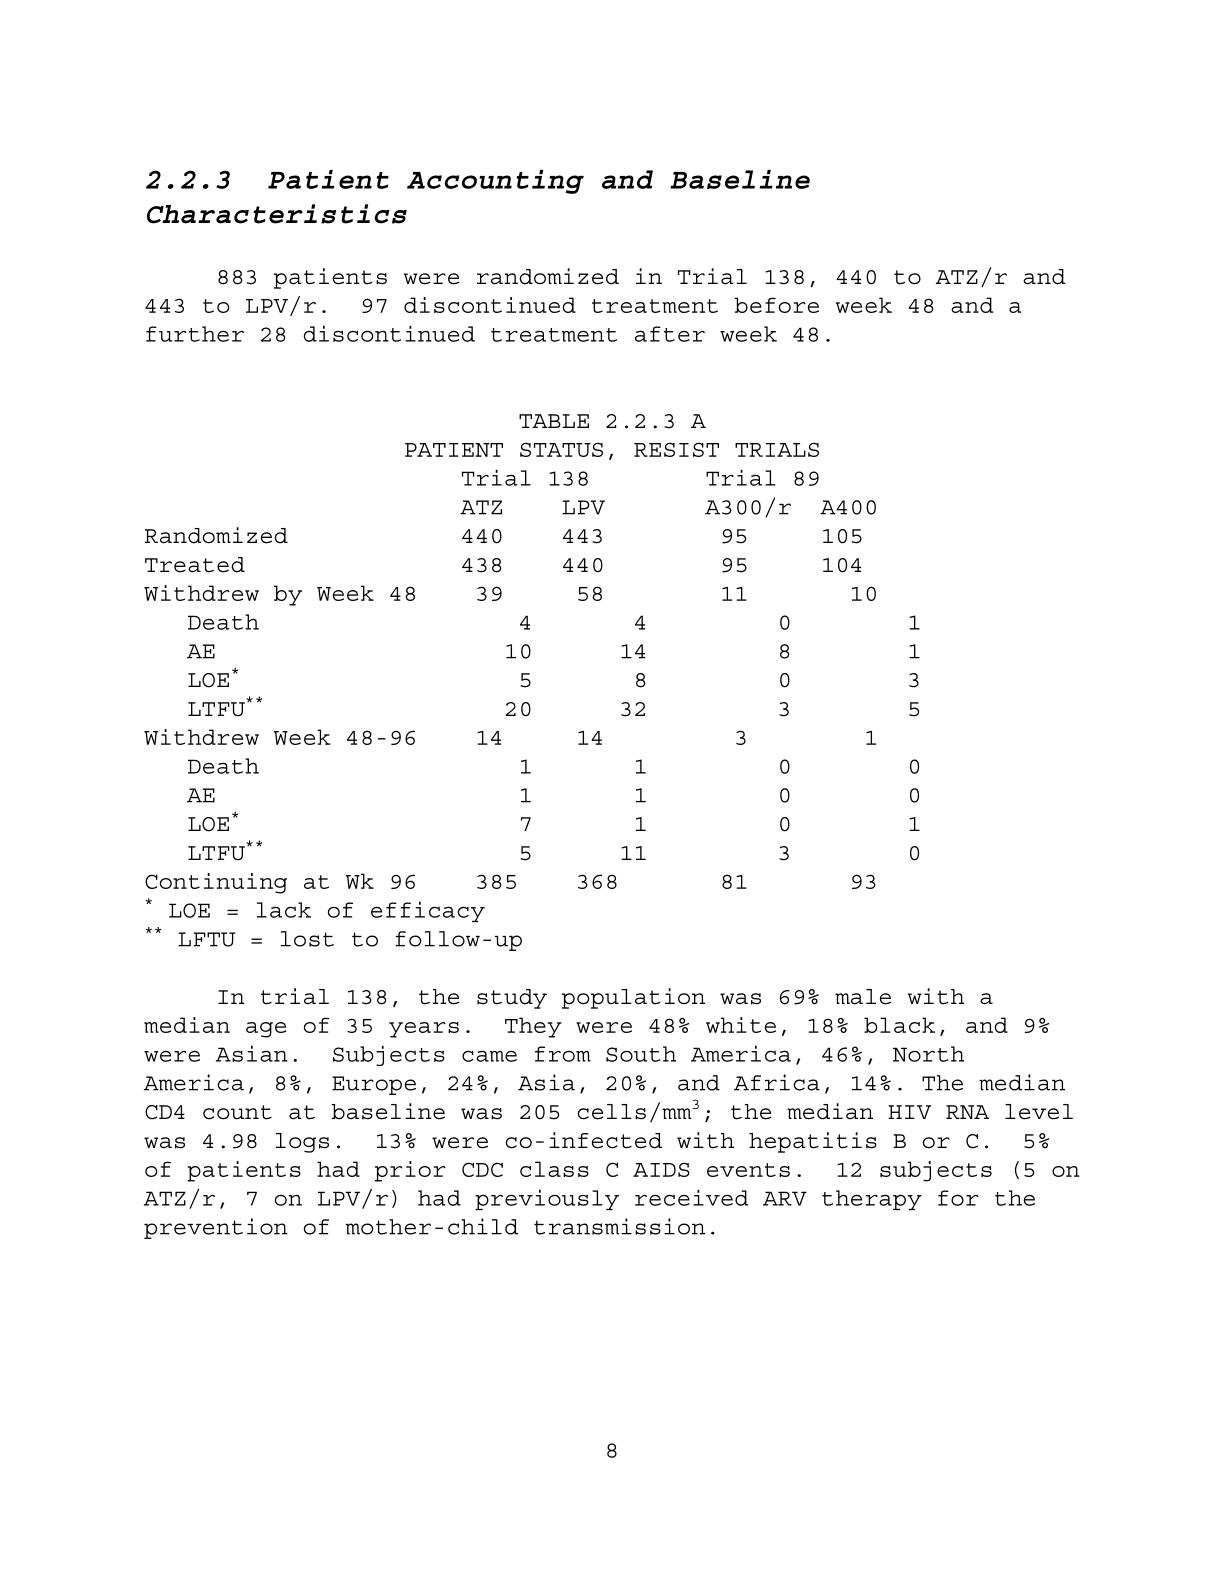 2.2.3  Patient Accounting and Baseline
Characteristics
883 patients were randomized in Trial 138, 440 to ATZ/r and
443 to LPV/r.  97 discontinued treatment before week 48 and a
further 28 discontinued treatment after week 48.
TABLE 2.2.3 A
PATIENT STATUS, RESIST TRIALS
Trial 138 Trial 89
ATZ LPV A300/r A400
Randomized 440 443 95 105
Treated 438 440 95 104
Withdrew by Week 48 39 58 11 10
Death 4 4 0 1
AE 10 14 8 1
LOE* 5 8 0 3
LTFU** 20 32 3 5
Withdrew Week 48-96 14 14 3 1
Death 1 1 0 0
AE 1 1 0 0
LOE* 7 1 0 1
LTFU** 5 11 3 0
Continuing at Wk 96 385 368 81 93
* LOE = lack of efficacy
** LFTU = lost to follow-up
In trial 138, the study population was 69% male with a
median age of 35 years.  They were 48% white, 18% black, and 9%
were Asian.  Subjects came from South America, 46%, North
America, 8%, Europe, 24%, Asia, 20%, and Africa, 14%. The median
CD4 count at baseline was 205 cells/mm³; the median HIV RNA level
was 4.98 logs.  13% were co-infected with hepatitis B or C.  5%
of patients had prior CDC class C AIDS events.  12 subjects (5 on
ATZ/r, 7 on LPV/r) had previously received ARV therapy for the
prevention of mother-child transmission.
8